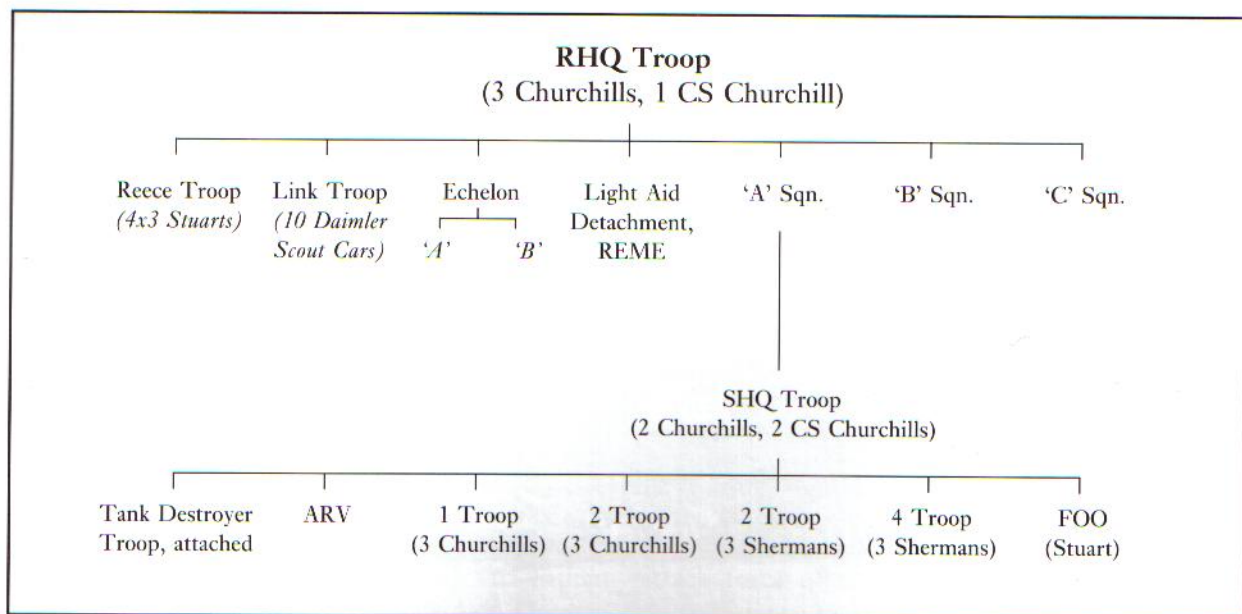 RHQ Troop
(3 Churchills, 1 CS Churchill)
Reece Troop
(4x3 Stuarts)
Link Troop
(10 Daimler
Scout Cars)
Echelon
‘A’ ‘B’
Light Aid
Detachment,
REME
‘A’ Sqn.
‘B’ Sqn.
‘C’ Sqn.
SHQ Troop
(2 Churchills, 2 CS Churchills)
Tank Destroyer
Troop, attached
ARV
1 Troop
(3 Churchills)
2 Troop
(3 Churchills)
2 Troop
(3 Shermans)
4 Troop
(3 Shermans)
FOO
(Stuart)